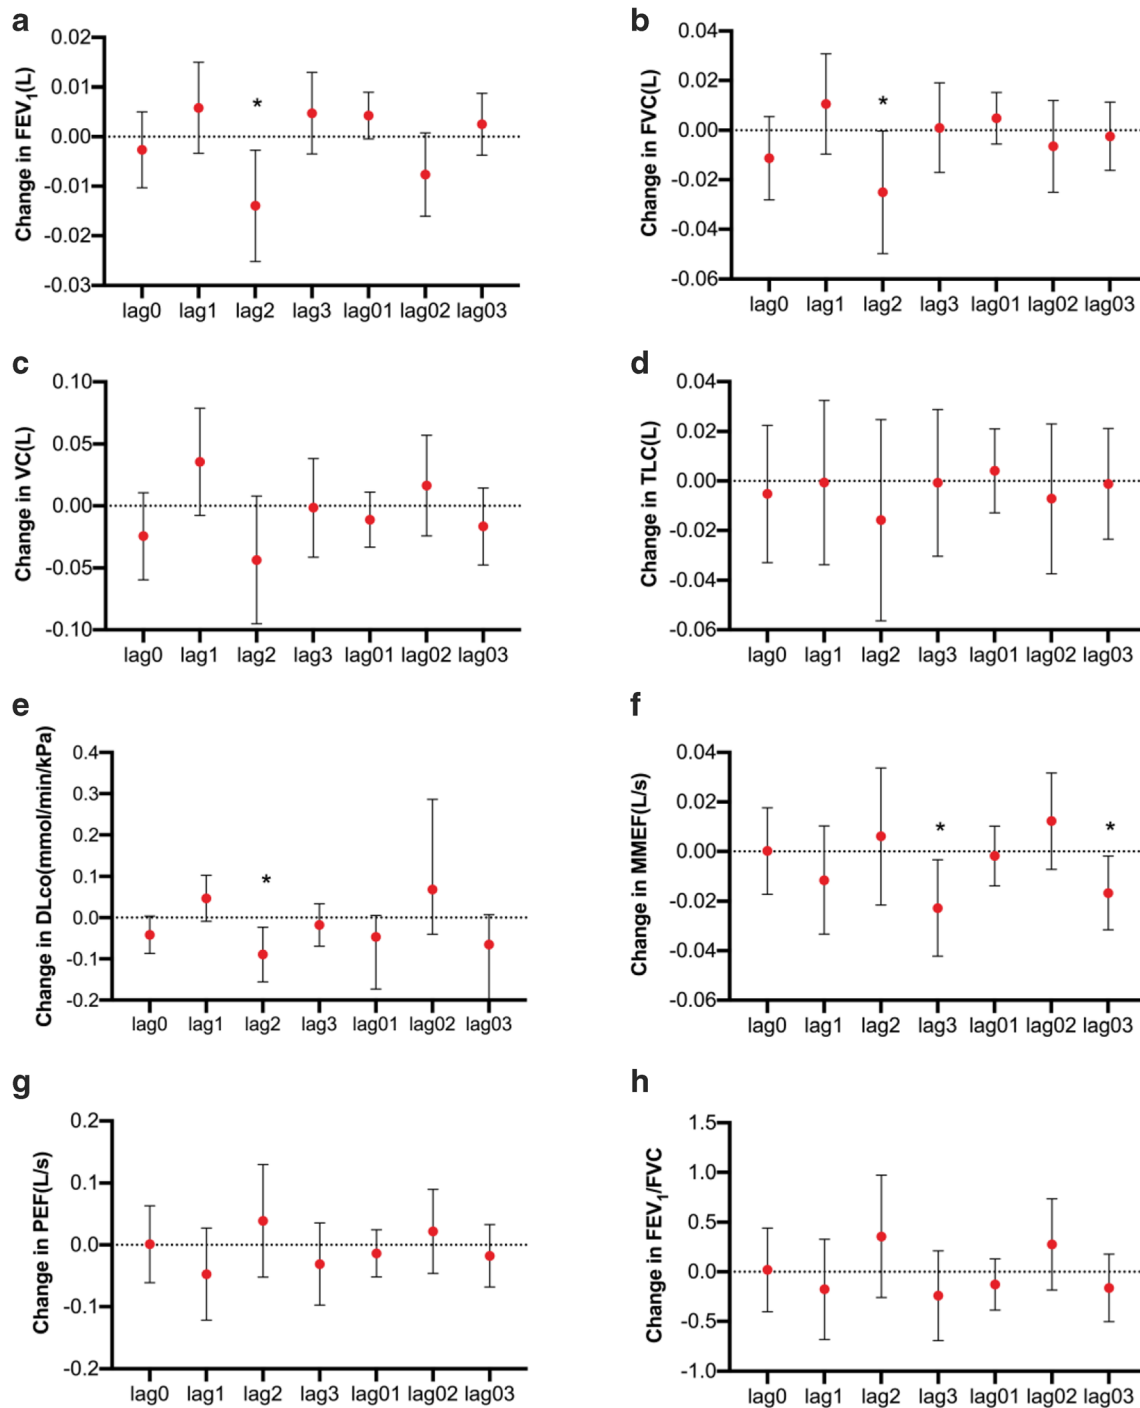 a
Change in FEV1(L)
0.02
0.01
0.00
-0.01
-0.02
-0.03
*
lag0 lag1 lag2 lag3 lag01 lag02 lag03
b
Change in FVC(L)
0.04
0.02
0.00
-0.02
-0.04
-0.06
*
lag0 lag1 lag2 lag3 lag01 lag02 lag03
c
Change in VC(L)
0.10
0.05
0.00
-0.05
-0.10
lag0 lag1 lag2 lag3 lag01 lag02 lag03
d
Change in TLC(L)
0.04
0.02
0.00
-0.02
-0.04
-0.06
lag0 lag1 lag2 lag3 lag01 lag02 lag03
e
Change in DLco(mmol/min/kPa)
0.4
0.3
0.2
0.1
0.0
-0.1
-0.2
*
lag0 lag1 lag2 lag3 lag01 lag02 lag03
f
Change in MMEF(L/s)
0.04
0.02
0.00
-0.02
-0.04
-0.06
* *
lag0 lag1 lag2 lag3 lag01 lag02 lag03
g
Change in PEF(L/s)
0.2
0.1
0.0
-0.1
-0.2
lag0 lag1 lag2 lag3 lag01 lag02 lag03
h
Change in FEV1/FVC
1.5
1.0
0.5
0.0
-0.5
-1.0
lag0 lag1 lag2 lag3 lag01 lag02 lag03